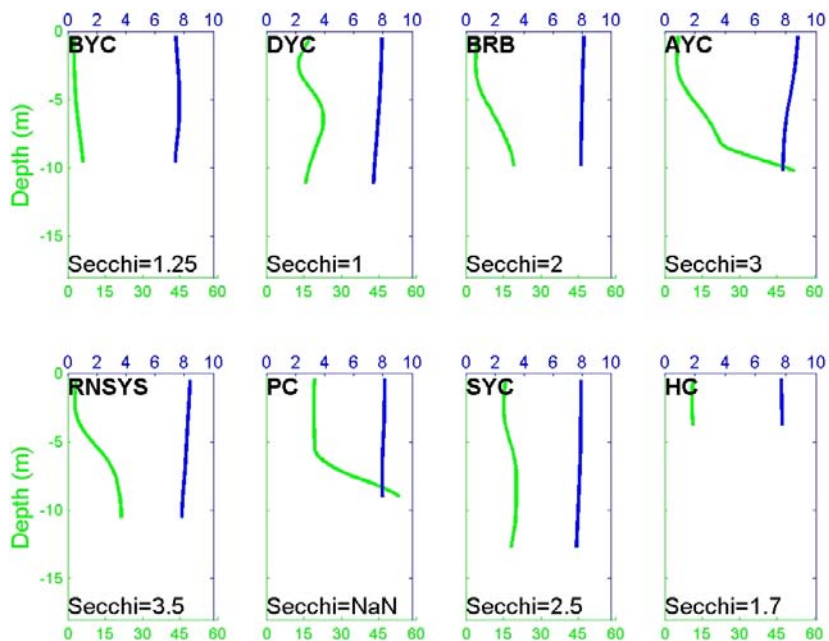 0 2 4 6 8 10 0 2 4 6 8 10 0 2 4 6 8 10 0 2 4 6 8 10
0 BYC DYC BRB AYC
-5
Depth (m)
-10
-15
Secchi=1.25 Secchi=1 Secchi=2 Secchi=3
0 15 30 45 60 0 15 30 45 60 0 15 30 45 60 0 15 30 45 60
0 2 4 6 8 10 0 2 4 6 8 10 0 2 4 6 8 10 0 2 4 6 8 10
0 RNSYS PC SYC HC
-5
Depth (m)
-10
-15
Secchi=3.5 Secchi=NaN Secchi=2.5 Secchi=1.7
0 15 30 45 60 0 15 30 45 60 0 15 30 45 60 0 15 30 45 60